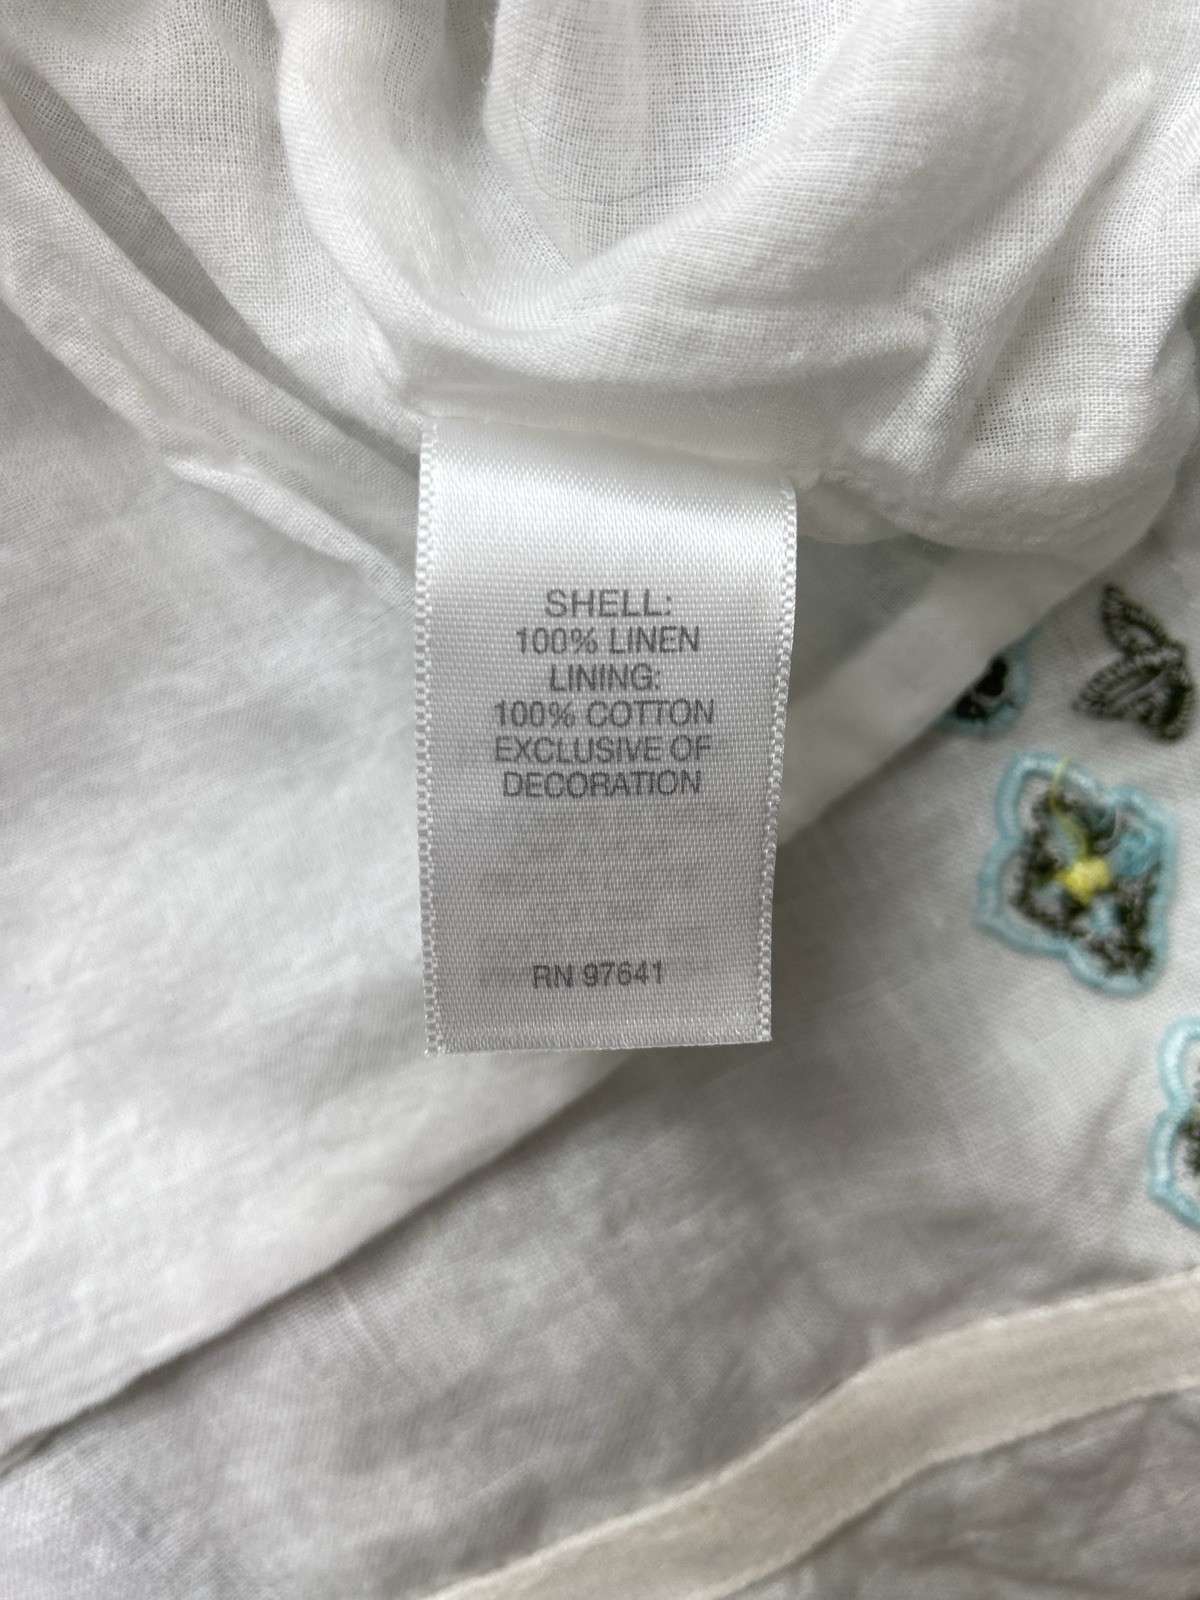 SHELL:
100% LINEN
LINING:
100% COTTON
EXCLUSIVE OF
DECORATION
RN 97641